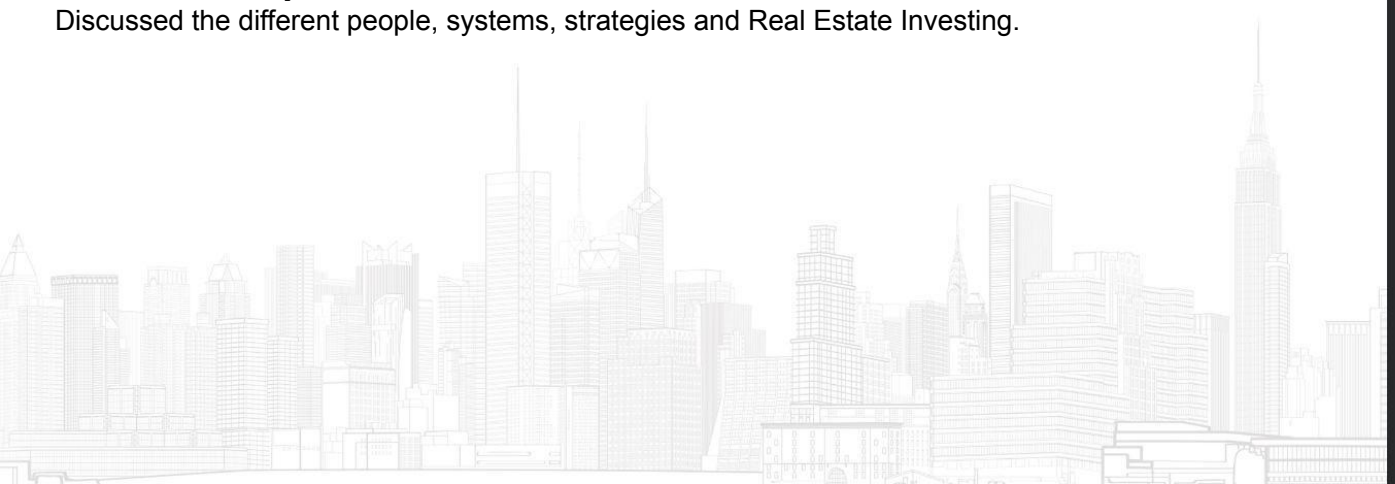 Discussed the different people, systems, strategies and Real Estate Investing.